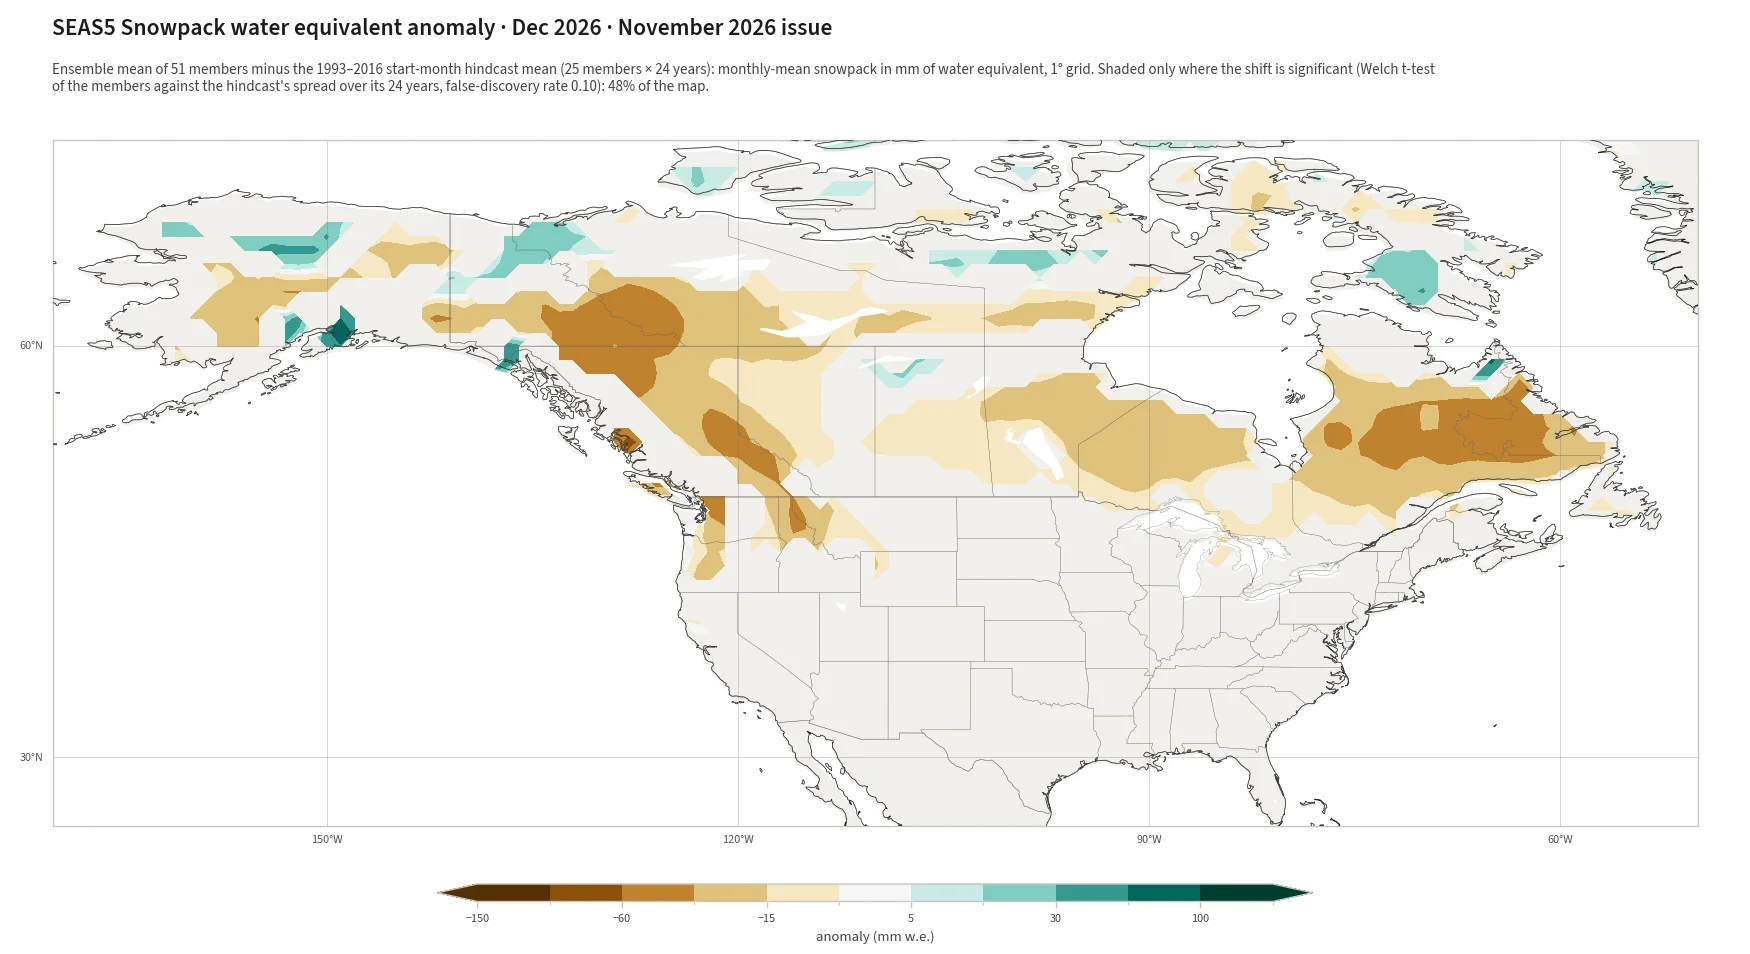 SEAS5 Snowpack water equivalent anomaly · Dec 2026 · November 2026 issue
Ensemble mean of 51 members minus the 1993–2016 start-month hindcast mean (25 members × 24 years): monthly-mean snowpack in mm of water equivalent, 1° grid. Shaded only where the shift is significant (Welch t-test
of the members against the hindcast's spread over its 24 years, false-discovery rate 0.10): 48% of the map.
60°N
30°N
150°W
120°W
90°W
60°W
−150
−60
−15
5
30
100
anomaly (mm w.e.)